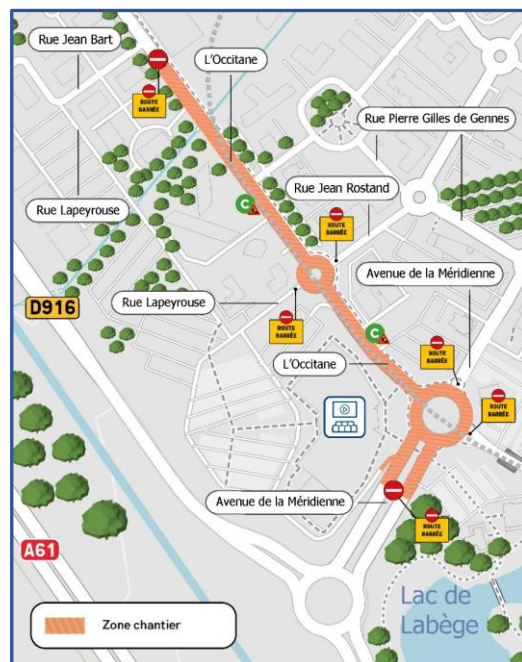 Rue Jean Bart
L'Occitane
ROUTE
BARRÉE
Rue Pierre Gilles de Gennes
Rue Jean Rostand
Rue Lapeyrouse
C
ROUTE
BARRÉE
Avenue de la Méridienne
D916
Rue Lapeyrouse
ROUTE
BARRÉE
C
ROUTE
BARRÉE
L'Occitane
ROUTE
BARRÉE
Avenue de la Méridienne
ROUTE
BARRÉE
A61
Lac de
Labège
Zone chantier